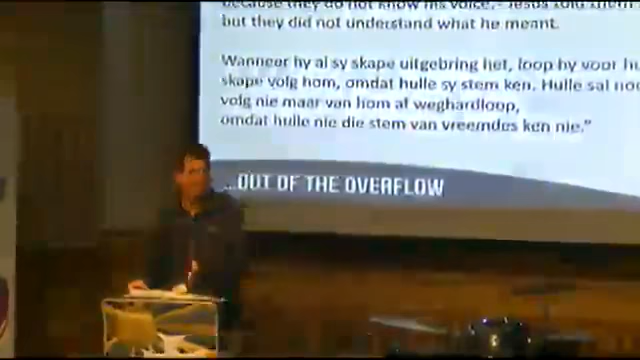 because they do not know his voice." Jesus told them
but they did not understand what he meant.
Wanneer hy al sy skape uitgebring het, loop hy voor
skape volg hom, omdat hulle sy stem ken. Hulle sal
volg nie maar van hom af weghardloop,
omdat hulle nie die stem van vreemdes ken nie."
...OUT OF THE OVERFLOW